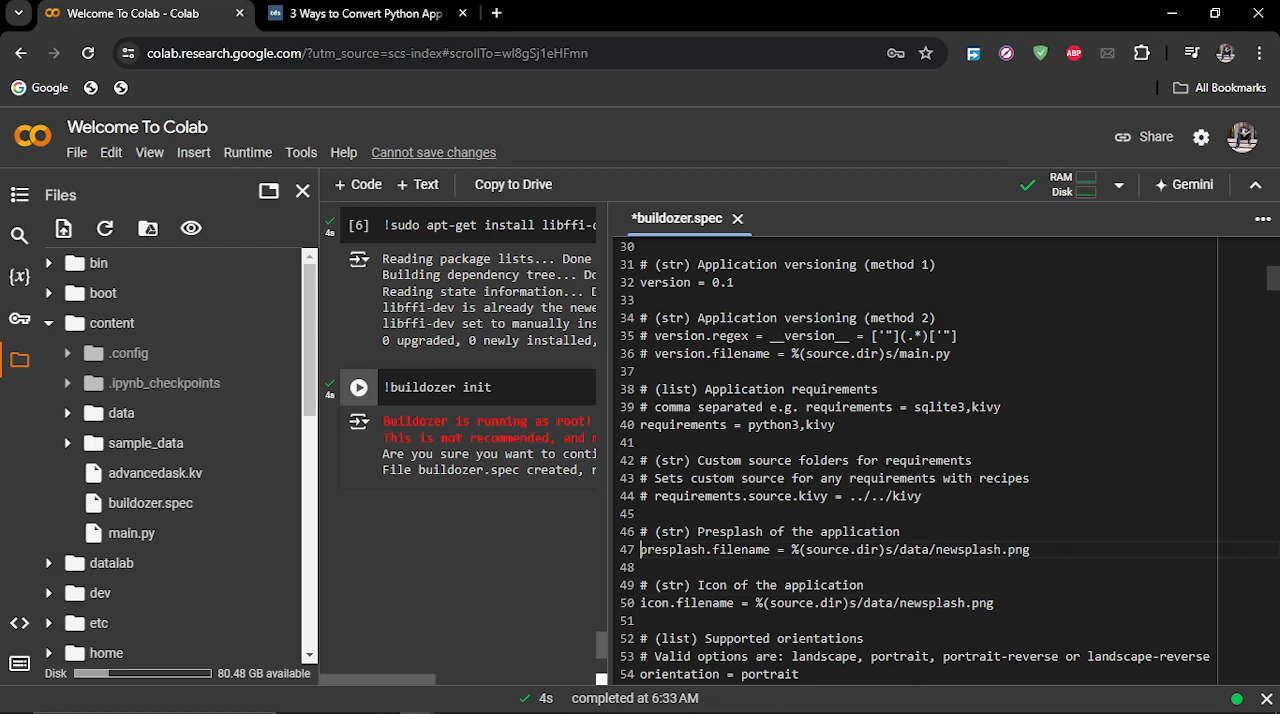 Welcome To Colab - Colab
tds
3 Ways to Convert Python App
colab.research.google.com/?utm_source=scs-index#scrollTo=wl8gSj1eHFmn
ABP
Google
All Bookmarks
Welcome To Colab
Share
File Edit View Insert Runtime Tools Help Cannot save changes
Files
+ Code + Text Copy to Drive
RAM
Disk
Gemini
bin
boot
content
.config
.ipynb_checkpoints
data
sample_data
advancedask.kv
buildozer.spec
main.py
datalab
dev
etc
home
Disk 80.48 GB available
4s
[6] !sudo apt-get install libffi-d
Reading package lists... Done
Building dependency tree... Do
Reading state information... D
libffi-dev is already the newe
libffi-dev set to manually ins
0 upgraded, 0 newly installed,
4s
!buildozer init
Buildozer is running as root!
This is not recommended, and m
Are you sure you want to conti
File buildozer.spec created, r
*buildozer.spec
30
31 # (str) Application versioning (method 1)
32 version = 0.1
33
34 # (str) Application versioning (method 2)
35 # version.regex = __version__ = ['"](.*)['"]
36 # version.filename = %(source.dir)s/main.py
37
38 # (list) Application requirements
39 # comma separated e.g. requirements = sqlite3,kivy
40 requirements = python3,kivy
41
42 # (str) Custom source folders for requirements
43 # Sets custom source for any requirements with recipes
44 # requirements.source.kivy = ../../kivy
45
46 # (str) Presplash of the application
47 presplash.filename = %(source.dir)s/data/newsplash.png
48
49 # (str) Icon of the application
50 icon.filename = %(source.dir)s/data/newsplash.png
51
52 # (list) Supported orientations
53 # Valid options are: landscape, portrait, portrait-reverse or landscape-reverse
54 orientation = portrait
4s completed at 6:33 AM